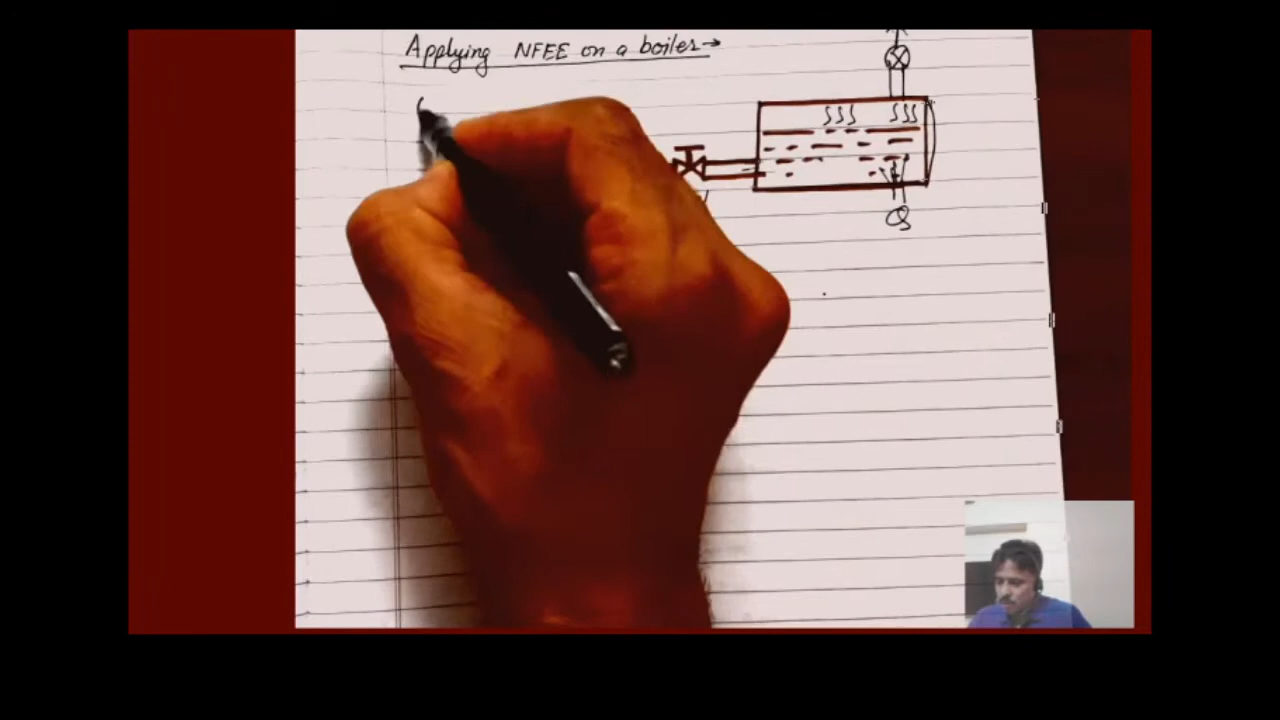 Applying NFEE on a boiler→
Q